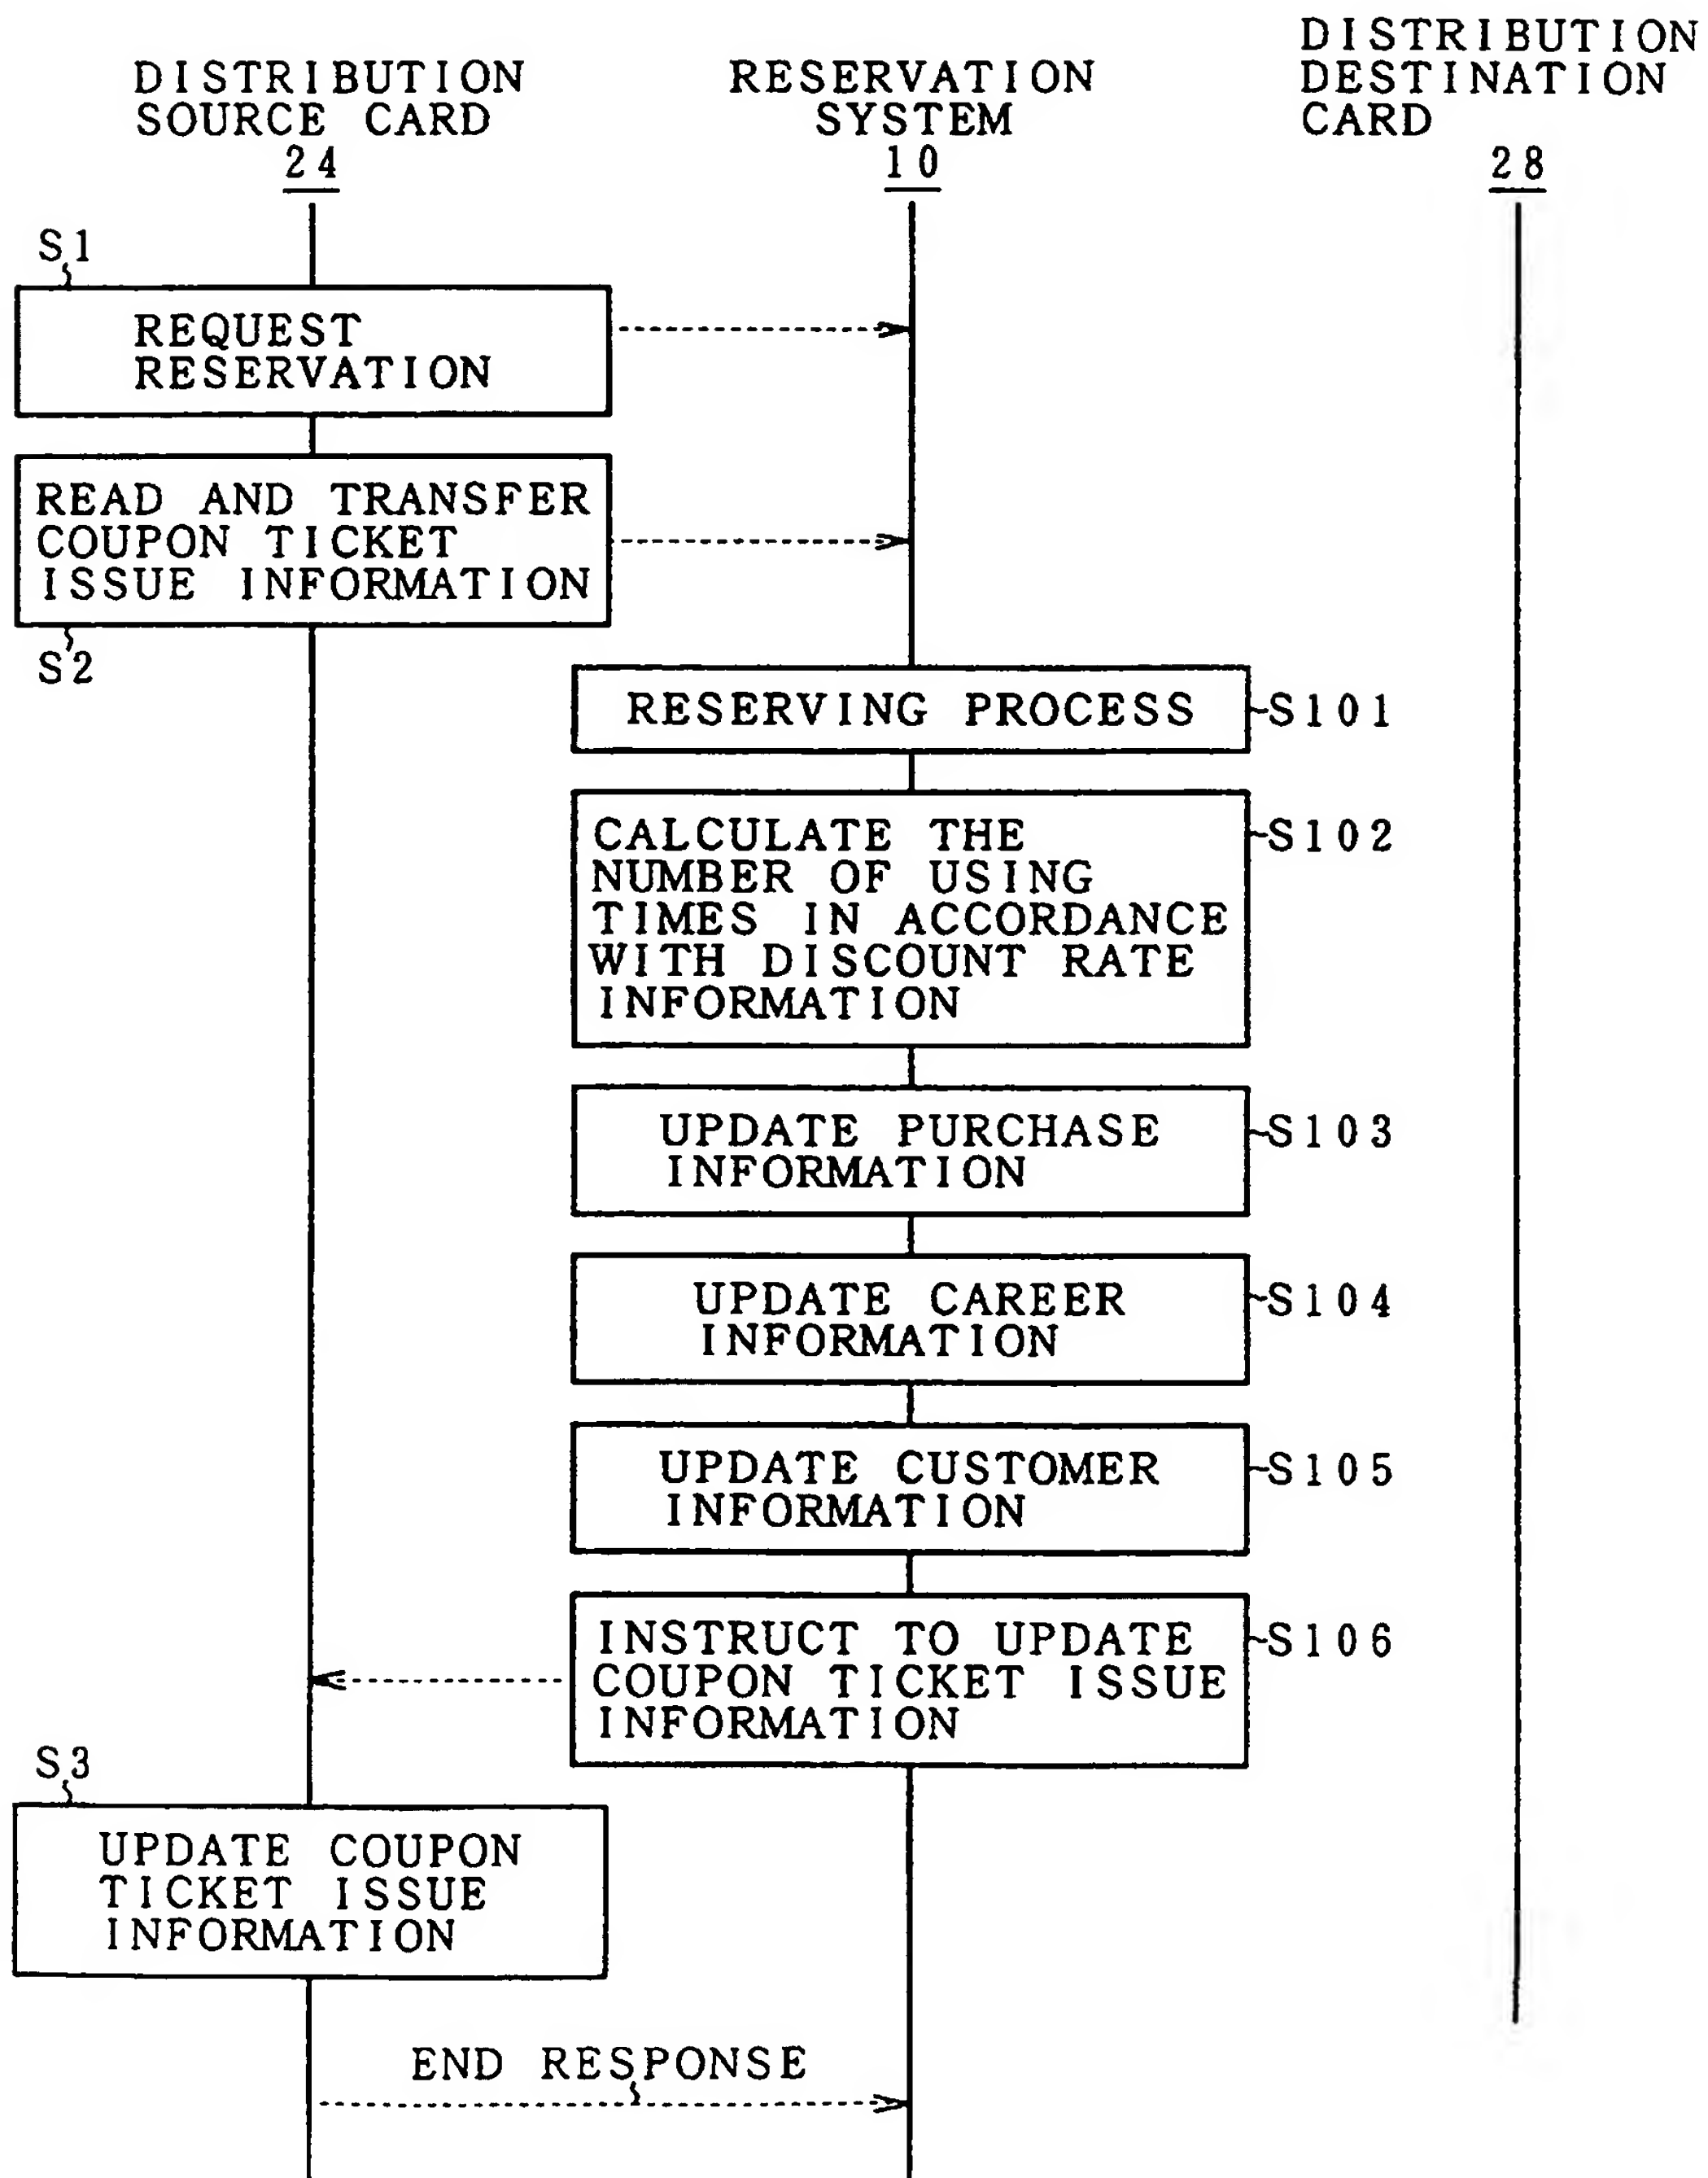 DISTRIBUTION
SOURCE CARD
24
RESERVATION
SYSTEM
10
DISTRIBUTION
DESTINATION
CARD
28
S1
REQUEST
RESERVATION
READ AND TRANSFER
COUPON TICKET
ISSUE INFORMATION
S2
RESERVING PROCESS
S101
CALCULATE THE
NUMBER OF USING
TIMES IN ACCORDANCE
WITH DISCOUNT RATE
INFORMATION
S102
UPDATE PURCHASE
INFORMATION
S103
UPDATE CAREER
INFORMATION
S104
UPDATE CUSTOMER
INFORMATION
S105
INSTRUCT TO UPDATE
COUPON TICKET ISSUE
INFORMATION
S106
S3
UPDATE COUPON
TICKET ISSUE
INFORMATION
END RESPONSE